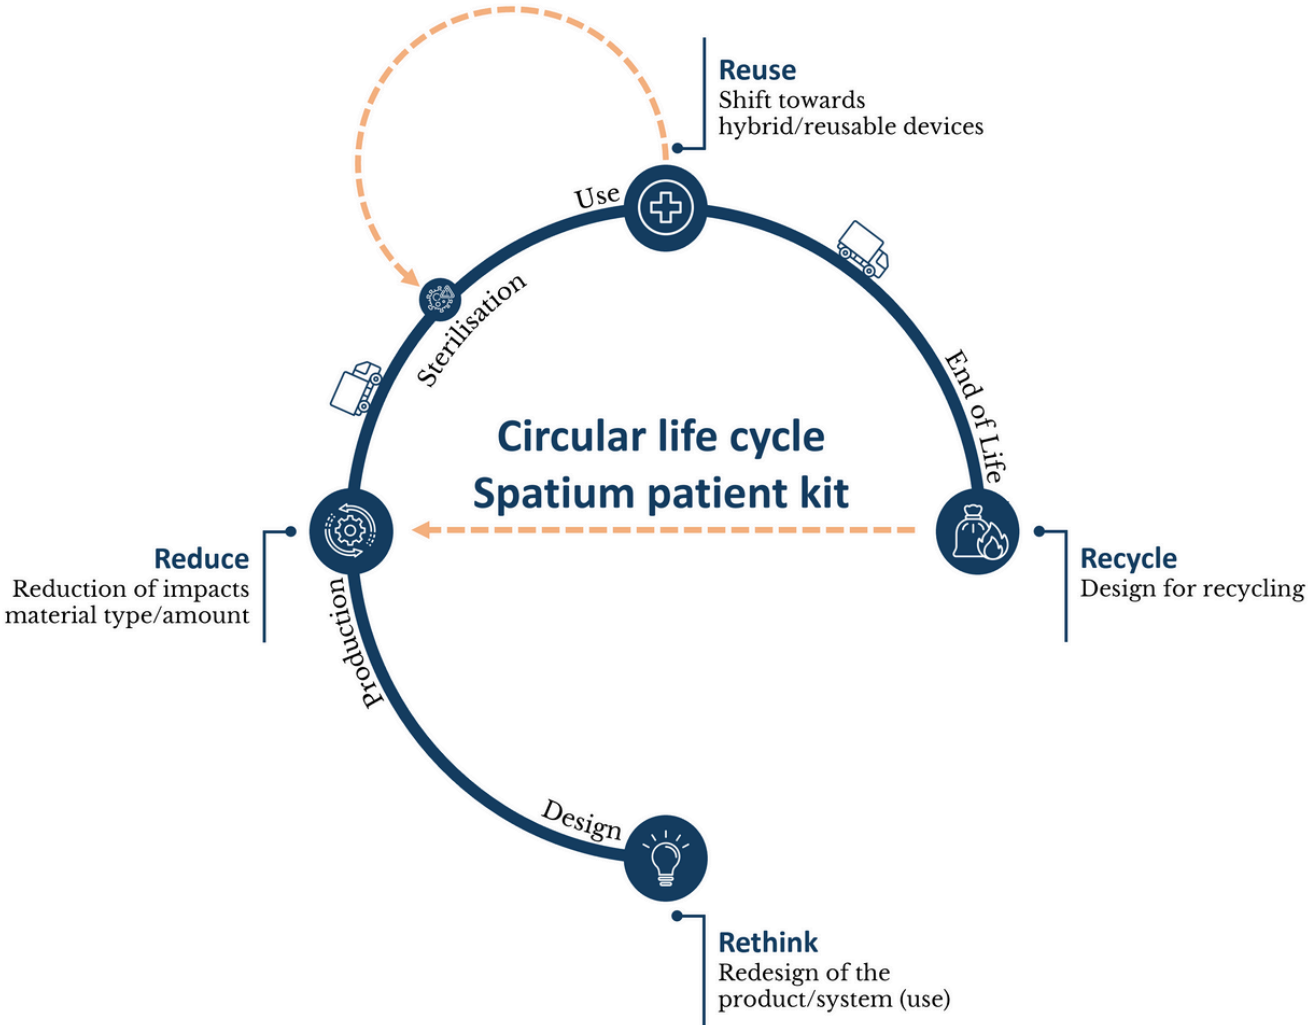 Reuse
Shift towards
hybrid/reusable devices
Use
Sterilisation
End of Life
Circular life cycle
Spatium patient kit
Reduce
Reduction of impacts
material type/amount
Recycle
Design for recycling
Production
Design
Rethink
Redesign of the
product/system (use)